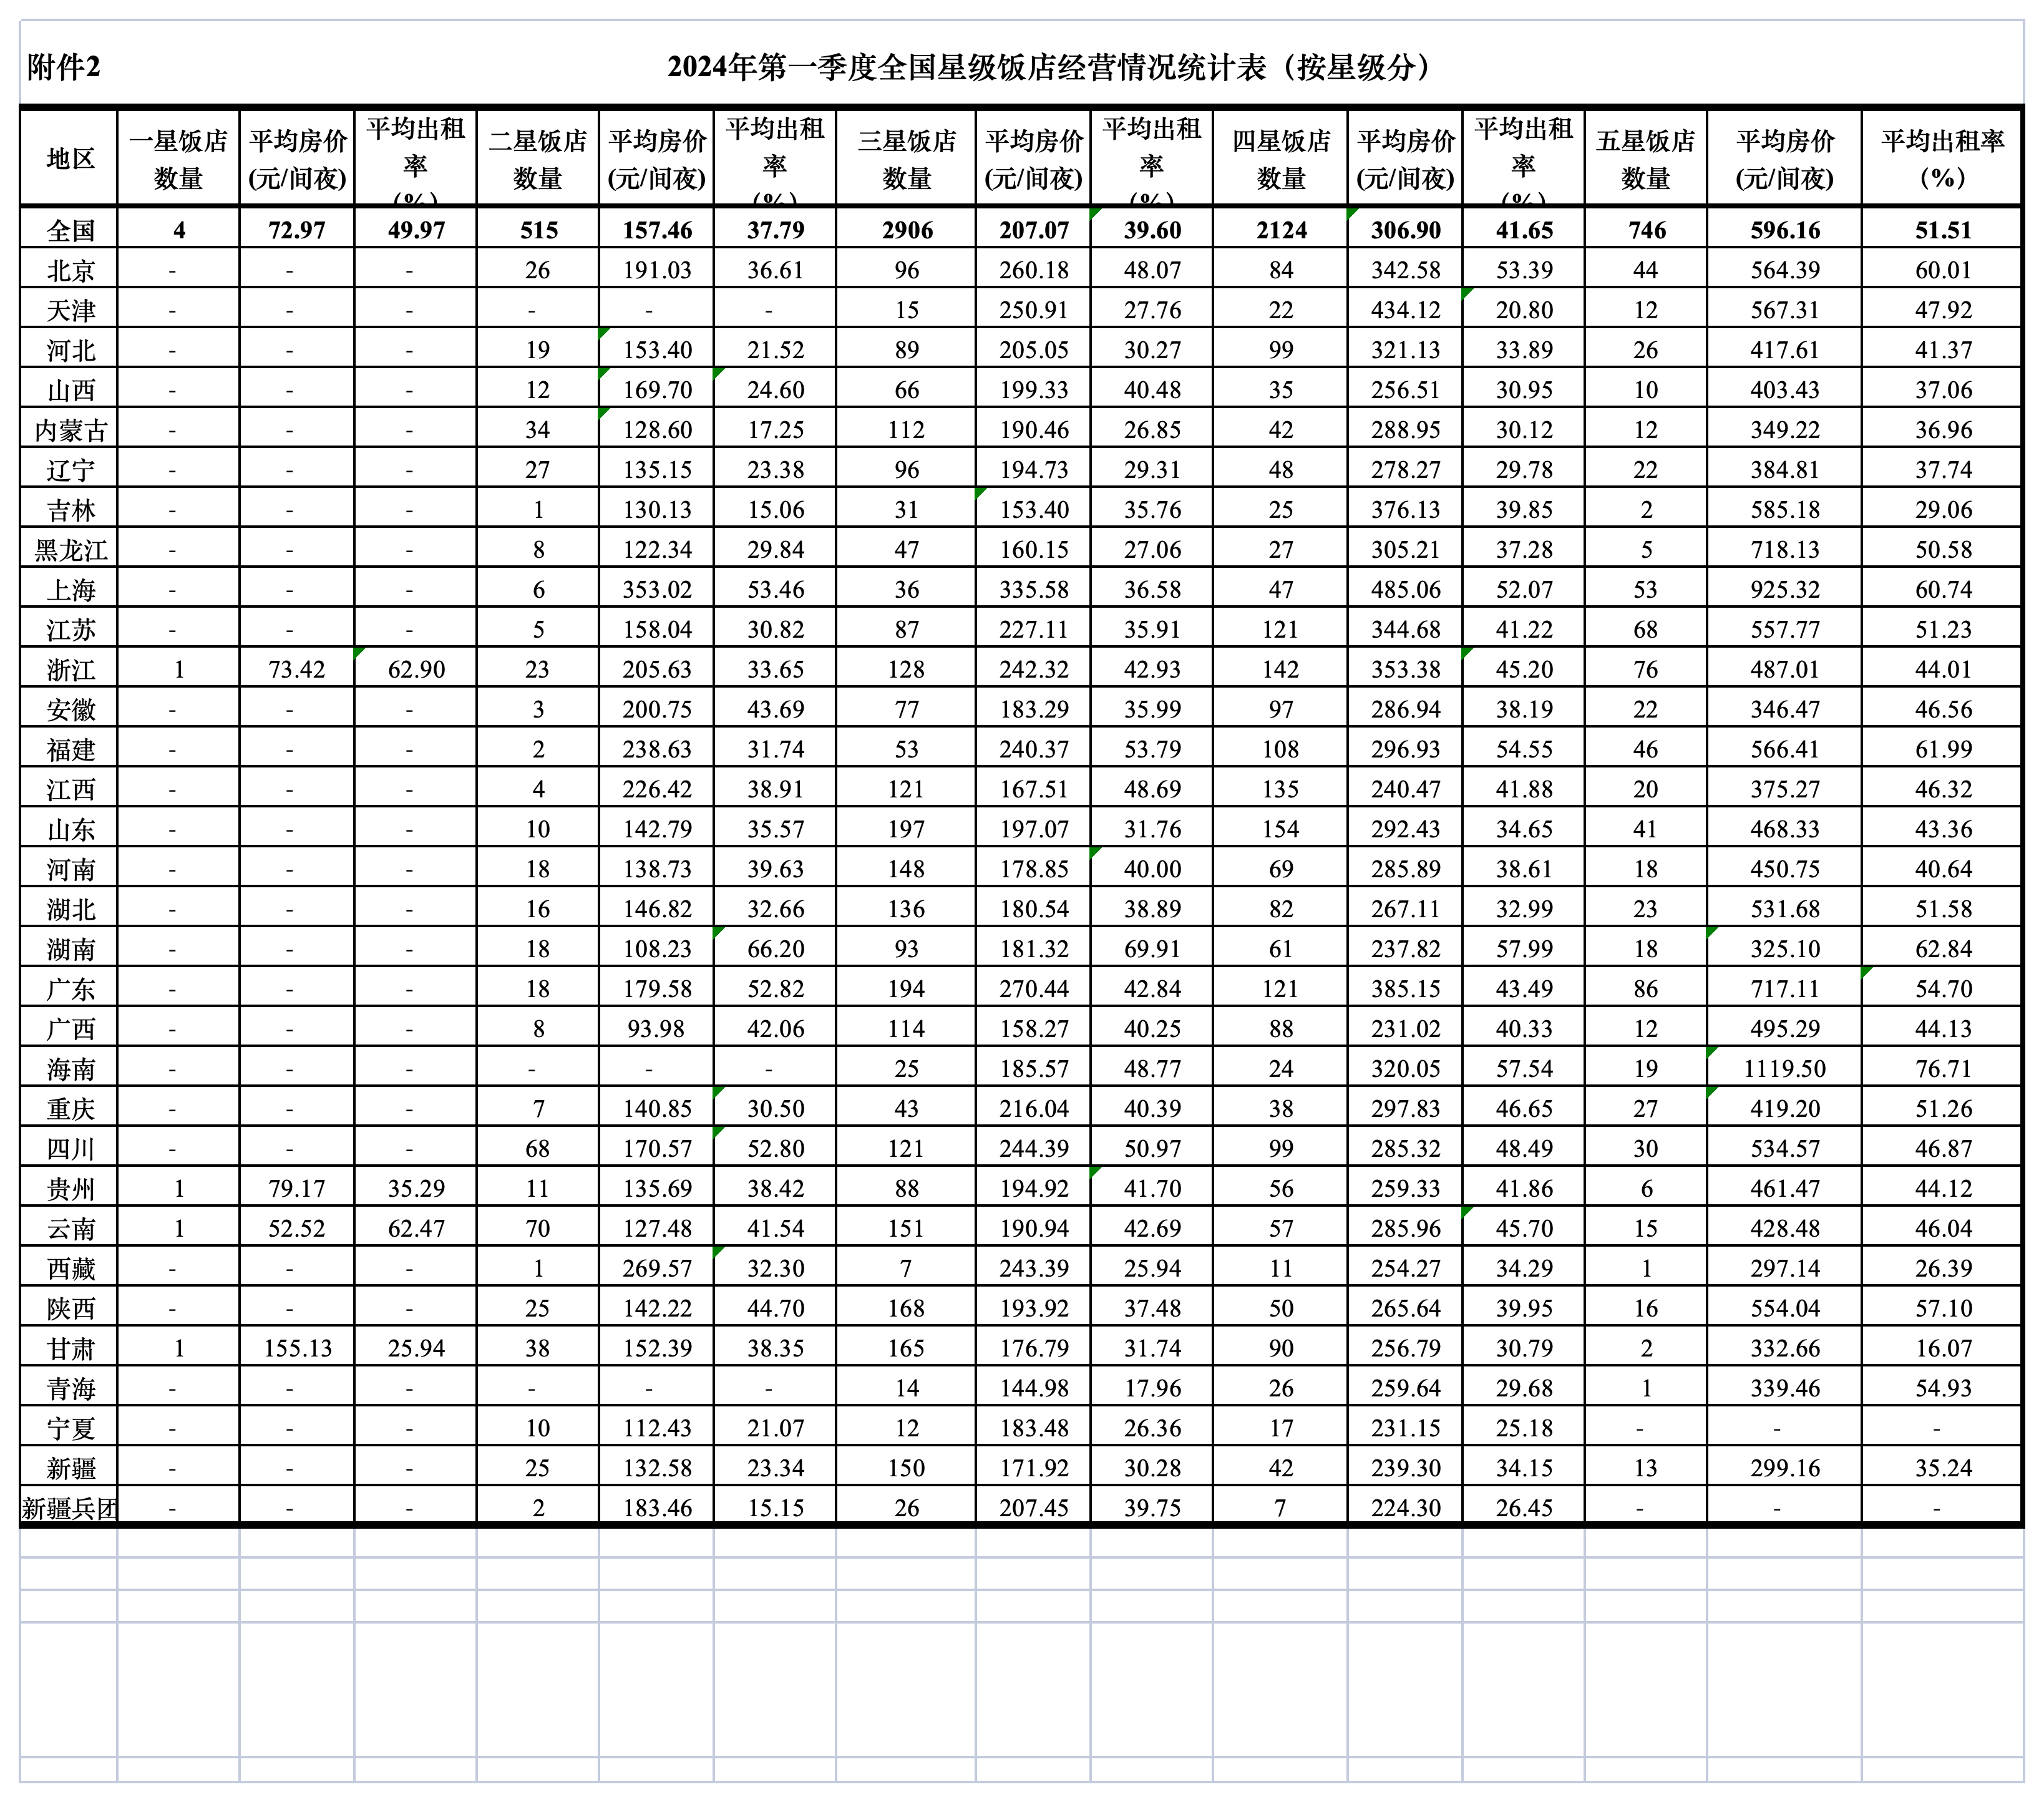 附件2 2024年第一季度全国星级饭店经营情况统计表（按星级分）
地区 一星饭店数量 平均房价(元/间夜) 平均出租率(%) 二星饭店数量 平均房价(元/间夜) 平均出租率(%) 三星饭店数量 平均房价(元/间夜) 平均出租率(%) 四星饭店数量 平均房价(元/间夜) 平均出租率(%) 五星饭店数量 平均房价(元/间夜) 平均出租率(%)
全国 4 72.97 49.97 515 157.46 37.79 2906 207.07 39.60 2124 306.90 41.65 746 596.16 51.51
北京 - - - 26 191.03 36.61 96 260.18 48.07 84 342.58 53.39 44 564.39 60.01
天津 - - - - - - 15 250.91 27.76 22 434.12 20.80 12 567.31 47.92
河北 - - - 19 153.40 21.52 89 205.05 30.27 99 321.13 33.89 26 417.61 41.37
山西 - - - 12 169.70 24.60 66 199.33 40.48 35 256.51 30.95 10 403.43 37.06
内蒙古 - - - 34 128.60 17.25 112 190.46 26.85 42 288.95 30.12 12 349.22 36.96
辽宁 - - - 27 135.15 23.38 96 194.73 29.31 48 278.27 29.78 22 384.81 37.74
吉林 - - - 1 130.13 15.06 31 153.40 35.76 25 376.13 39.85 2 585.18 29.06
黑龙江 - - - 8 122.34 29.84 47 160.15 27.06 27 305.21 37.28 5 718.13 50.58
上海 - - - 6 353.02 53.46 36 335.58 36.58 47 485.06 52.07 53 925.32 60.74
江苏 - - - 5 158.04 30.82 87 227.11 35.91 121 344.68 41.22 68 557.77 51.23
浙江 1 73.42 62.90 23 205.63 33.65 128 242.32 42.93 142 353.38 45.20 76 487.01 44.01
安徽 - - - 3 200.75 43.69 77 183.29 35.99 97 286.94 38.19 22 346.47 46.56
福建 - - - 2 238.63 31.74 53 240.37 53.79 108 296.93 54.55 46 566.41 61.99
江西 - - - 4 226.42 38.91 121 167.51 48.69 135 240.47 41.88 20 375.27 46.32
山东 - - - 10 142.79 35.57 197 197.07 31.76 154 292.43 34.65 41 468.33 43.36
河南 - - - 18 138.73 39.63 148 178.85 40.00 69 285.89 38.61 18 450.75 40.64
湖北 - - - 16 146.82 32.66 136 180.54 38.89 82 267.11 32.99 23 531.68 51.58
湖南 - - - 18 108.23 66.20 93 181.32 69.91 61 237.82 57.99 18 325.10 62.84
广东 - - - 18 179.58 52.82 194 270.44 42.84 121 385.15 43.49 86 717.11 54.70
广西 - - - 8 93.98 42.06 114 158.27 40.25 88 231.02 40.33 12 495.29 44.13
海南 - - - - - - 25 185.57 48.77 24 320.05 57.54 19 1119.50 76.71
重庆 - - - 7 140.85 30.50 43 216.04 40.39 38 297.83 46.65 27 419.20 51.26
四川 - - - 68 170.57 52.80 121 244.39 50.97 99 285.32 48.49 30 534.57 46.87
贵州 1 79.17 35.29 11 135.69 38.42 88 194.92 41.70 56 259.33 41.86 6 461.47 44.12
云南 1 52.52 62.47 70 127.48 41.54 151 190.94 42.69 57 285.96 45.70 15 428.48 46.04
西藏 - - - 1 269.57 32.30 7 243.39 25.94 11 254.27 34.29 1 297.14 26.39
陕西 - - - 25 142.22 44.70 168 193.92 37.48 50 265.64 39.95 16 554.04 57.10
甘肃 1 155.13 25.94 38 152.39 38.35 165 176.79 31.74 90 256.79 30.79 2 332.66 16.07
青海 - - - - - - 14 144.98 17.96 26 259.64 29.68 1 339.46 54.93
宁夏 - - - 10 112.43 21.07 12 183.48 26.36 17 231.15 25.18 - - -
新疆 - - - 25 132.58 23.34 150 171.92 30.28 42 239.30 34.15 13 299.16 35.24
新疆兵团 - - - 2 183.46 15.15 26 207.45 39.75 7 224.30 26.45 - - -